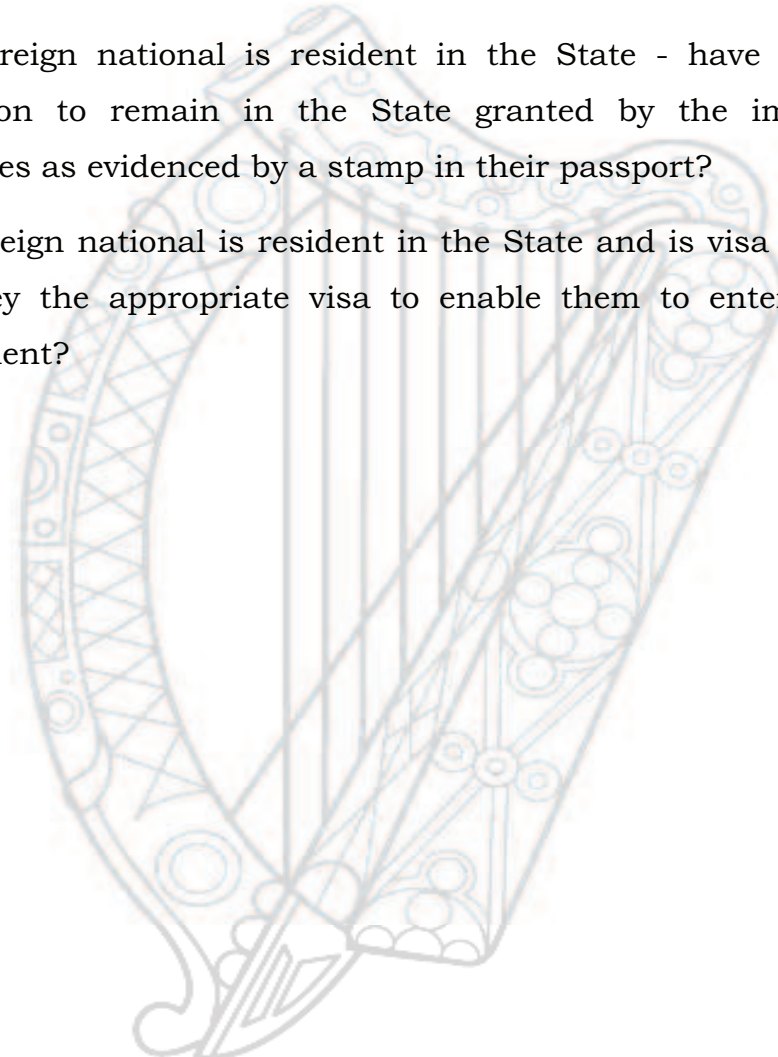 reign national is resident in the State - have
on to remain in the State granted by the in
es as evidenced by a stamp in their passport?
eign national is resident in the State and is visa
ey the appropriate visa to enable them to enter
ent?